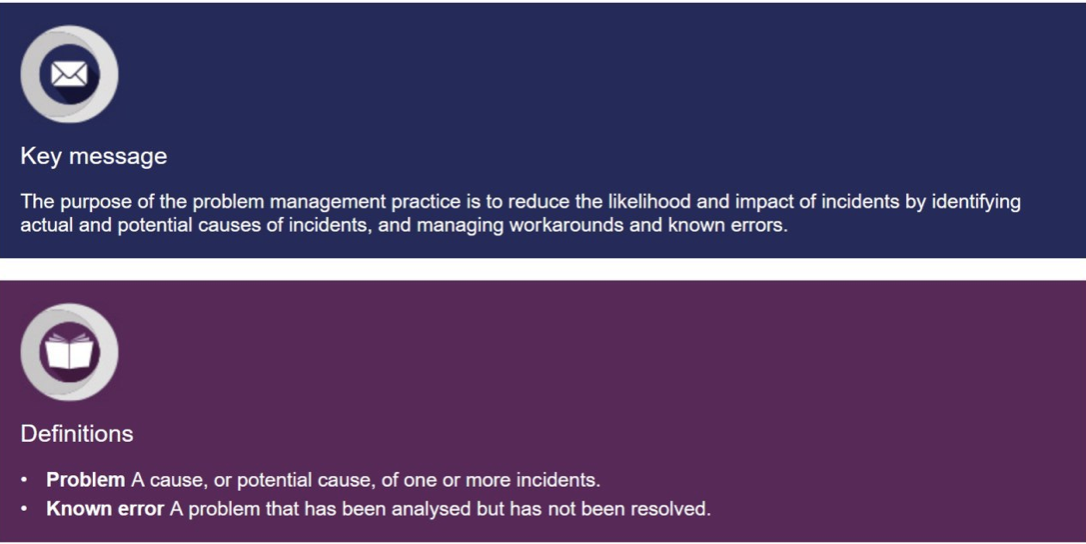 Key message
The purpose of the problem management practice is to reduce the likelihood and impact of incidents by identifying
actual and potential causes of incidents, and managing workarounds and known errors.
Definitions
• Problem A cause, or potential cause, of one or more incidents.
• Known error A problem that has been analysed but has not been resolved.